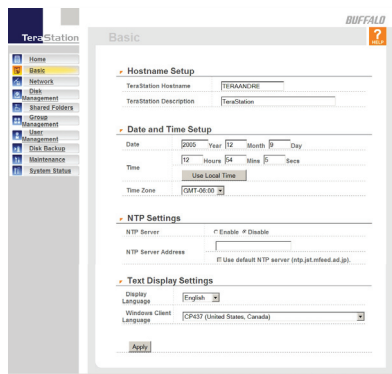 BUFFALO
TeraStation
Basic
HELP
Home
Basic
Network
Disk
Management
Shared Folders
Group
Management
User
Management
Disk Backup
Maintenance
System Status
Hostname Setup
TeraStation Hostname TERAANDRE
TeraStation Description TeraStation
Date and Time Setup
Date 2005 Year 12 Month 9 Day
Time 12 Hours 54 Mins 5 Secs
Use Local Time
Time Zone GMT-06:00
NTP Settings
NTP Server Enable Disable
NTP Server Address
Use default NTP server (ntp.jst.mfeed.ad.jp).
Text Display Settings
Display Language English
Windows Client Language CP437 (United States, Canada)
Apply